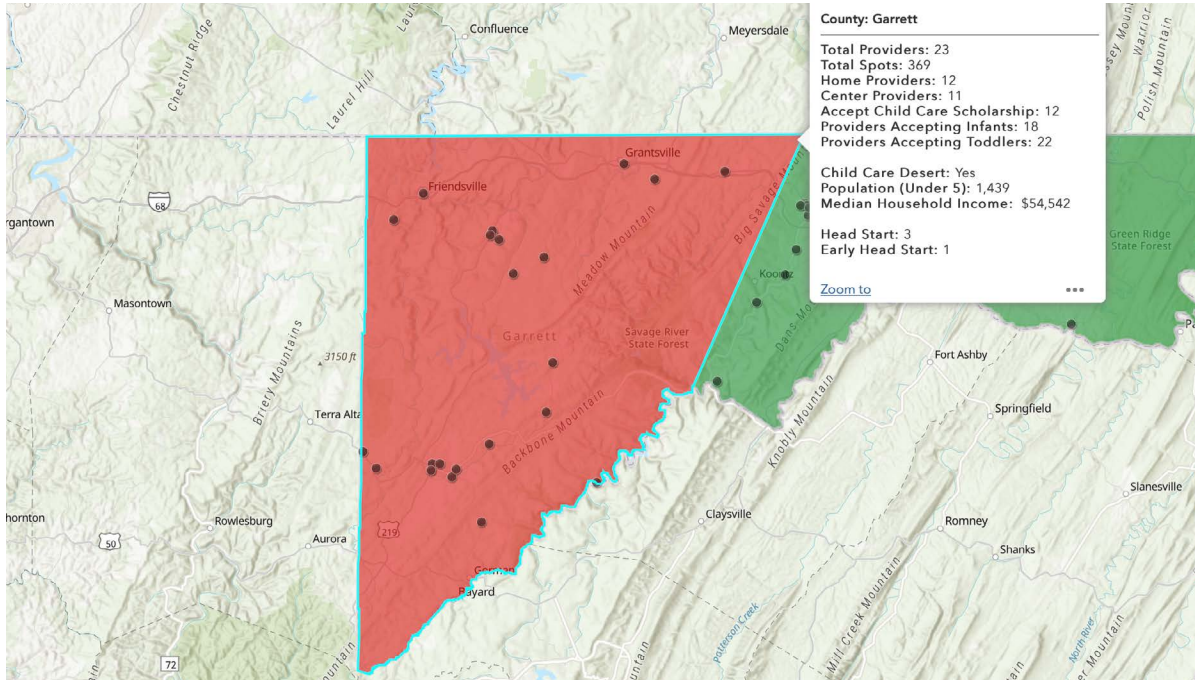 County: Garrett
Total Providers: 23
Total Spots: 369
Home Providers: 12
Center Providers: 11
Accept Child Care Scholarship: 12
Providers Accepting Infants: 18
Providers Accepting Toddlers: 22
Child Care Desert: Yes
Population (Under 5): 1,439
Median Household Income: $54,542
Head Start: 3
Early Head Start: 1
Zoom to
Confluence
Meyersdale
Chestnut Ridge
Laurel Hill
Polish Mountain
Warrior
Grantsville
Friendsville
68
Meadow Mountain
Big Savage
Green Ridge
State Forest
Masontown
Garrett
Savage River
State Forest
3150 ft
Briery Mountains
Fort Ashby
Backbone Mountain
Knobly Mountain
Springfield
Slanesville
Rowlesburg
Claysville
Romney
219
50
Aurora
Shanks
Gorman
Bayard
72
Patterson Creek
Mill Creek Mountain
North River